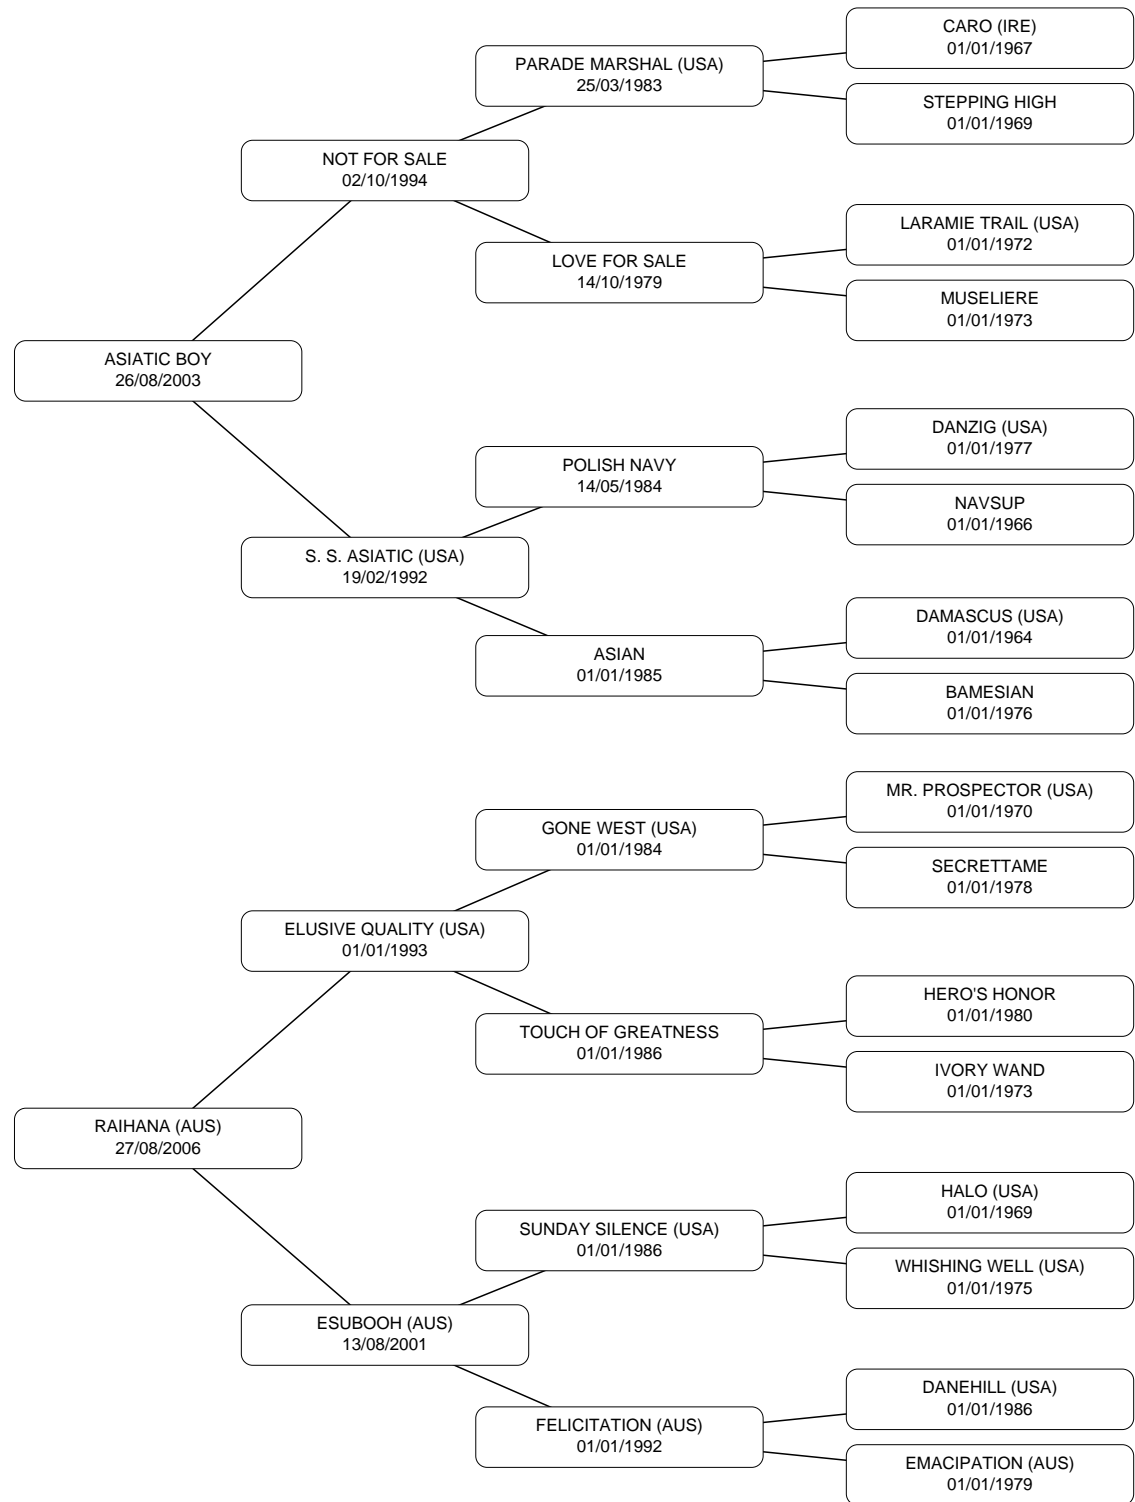 CARO (IRE)
01/01/1967
PARADE MARSHAL (USA)
25/03/1983
STEPPING HIGH
01/01/1969
NOT FOR SALE
02/10/1994
LARAMIE TRAIL (USA)
01/01/1972
LOVE FOR SALE
14/10/1979
MUSELIERE
01/01/1973
ASIATIC BOY
26/08/2003
DANZIG (USA)
01/01/1977
POLISH NAVY
14/05/1984
NAVSUP
01/01/1966
S. S. ASIATIC (USA)
19/02/1992
DAMASCUS (USA)
01/01/1964
ASIAN
01/01/1985
BAMESIAN
01/01/1976
MR. PROSPECTOR (USA)
01/01/1970
GONE WEST (USA)
01/01/1984
SECRETTAME
01/01/1978
ELUSIVE QUALITY (USA)
01/01/1993
HERO'S HONOR
01/01/1980
TOUCH OF GREATNESS
01/01/1986
IVORY WAND
01/01/1973
RAIHANA (AUS)
27/08/2006
HALO (USA)
01/01/1969
SUNDAY SILENCE (USA)
01/01/1986
WHISHING WELL (USA)
01/01/1975
ESUBOOH (AUS)
13/08/2001
DANEHILL (USA)
01/01/1986
FELICITATION (AUS)
01/01/1992
EMACIPATION (AUS)
01/01/1979